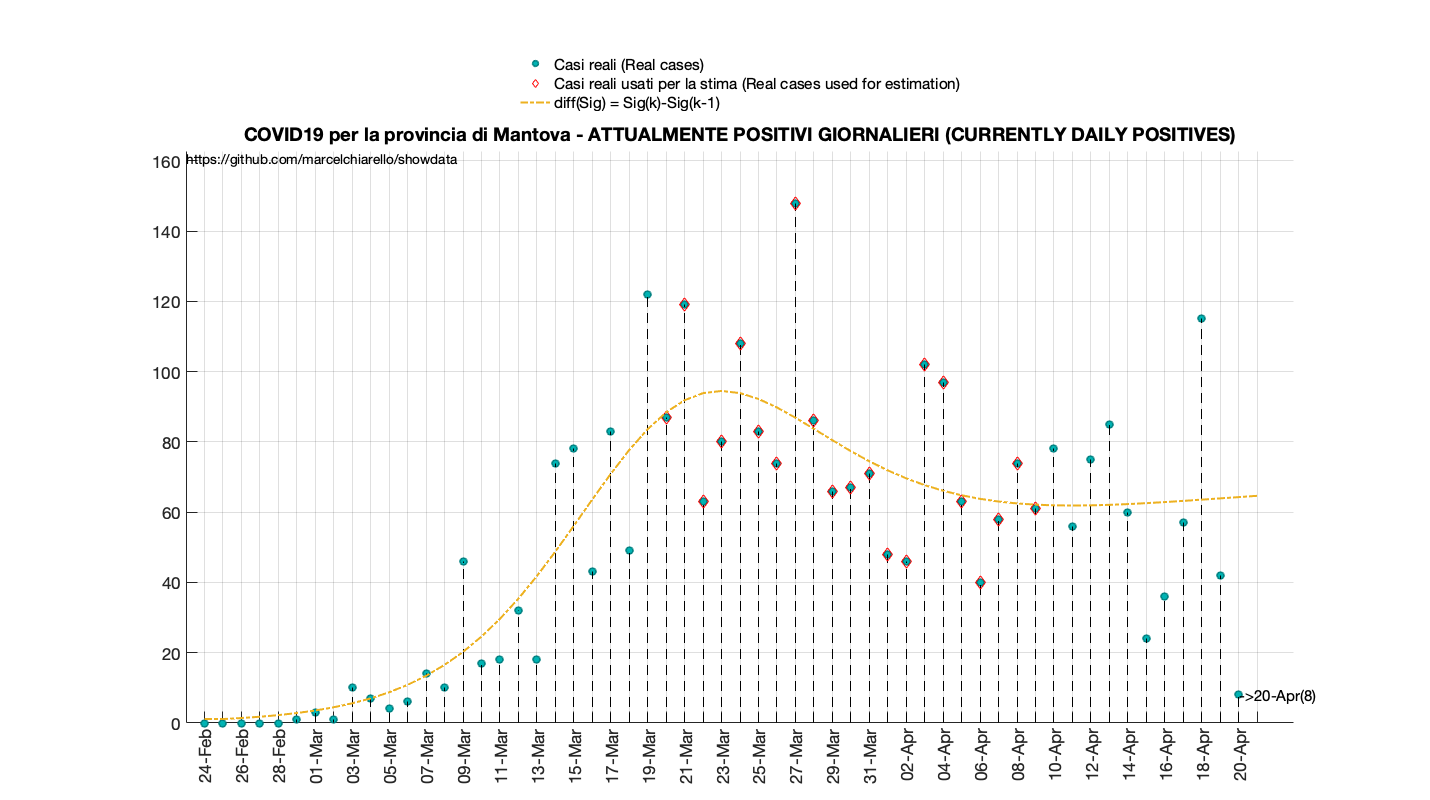 Casi reali (Real cases)
Casi reali usati per la stima (Real cases used for estimation)
diff(Sig) = Sig(k)-Sig(k-1)
COVID19 per la provincia di Mantova - ATTUALMENTE POSITIVI GIORNALIERI (CURRENTLY DAILY POSITIVES)
https://github.com/marcelchiarello/showdata
160
140
120
100
80
60
40
20
0
->20-Apr(8)
24-Feb
26-Feb
28-Feb
01-Mar
03-Mar
05-Mar
07-Mar
09-Mar
11-Mar
13-Mar
15-Mar
17-Mar
19-Mar
21-Mar
23-Mar
25-Mar
27-Mar
29-Mar
31-Mar
02-Apr
04-Apr
06-Apr
08-Apr
10-Apr
12-Apr
14-Apr
16-Apr
18-Apr
20-Apr